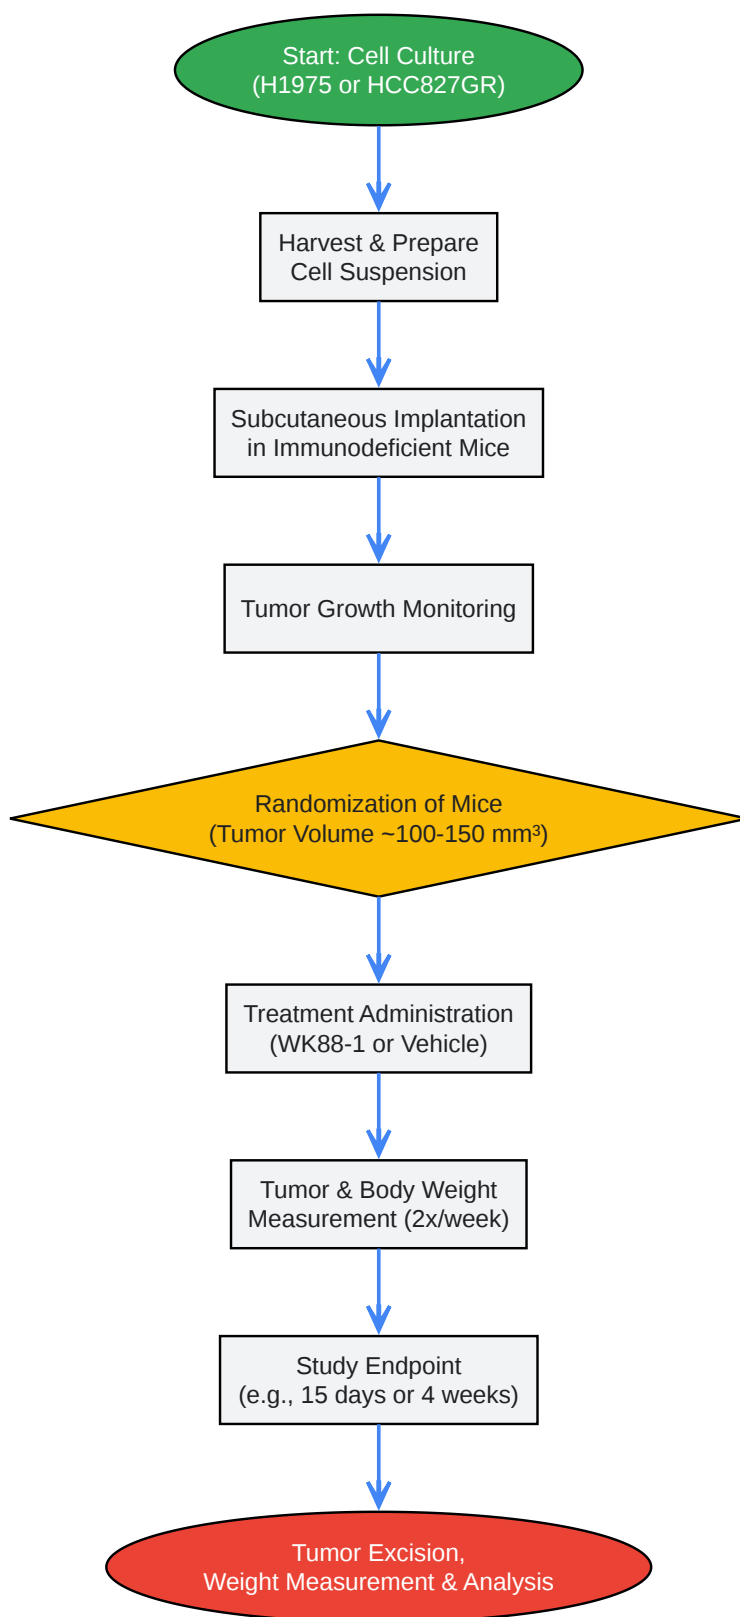 Start: Cell Culture
(H1975 or HCC827GR)
Harvest & Prepare
Cell Suspension
Subcutaneous Implantation
in Immunodeficient Mice
Tumor Growth Monitoring
Randomization of Mice
(Tumor Volume ~100-150 mm³)
Treatment Administration
(WK88-1 or Vehicle)
Tumor & Body Weight
Measurement (2x/week)
Study Endpoint
(e.g., 15 days or 4 weeks)
Tumor Excision,
Weight Measurement & Analysis